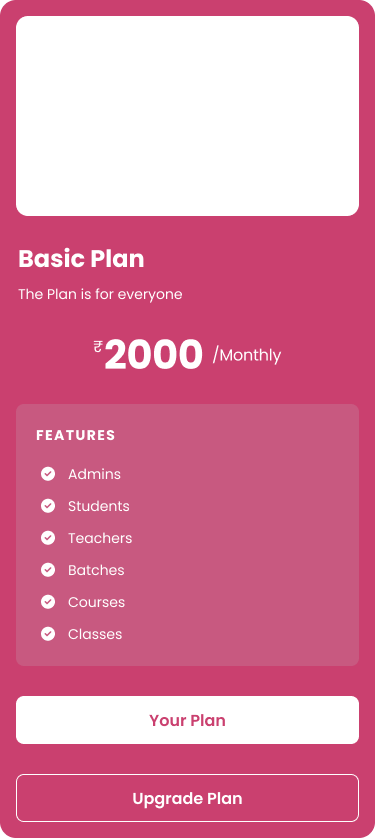 Basic Plan
The Plan is for everyone
₹2000 /Monthly
FEATURES
Admins
Students
Teachers
Batches
Courses
Classes
Your Plan
Upgrade Plan